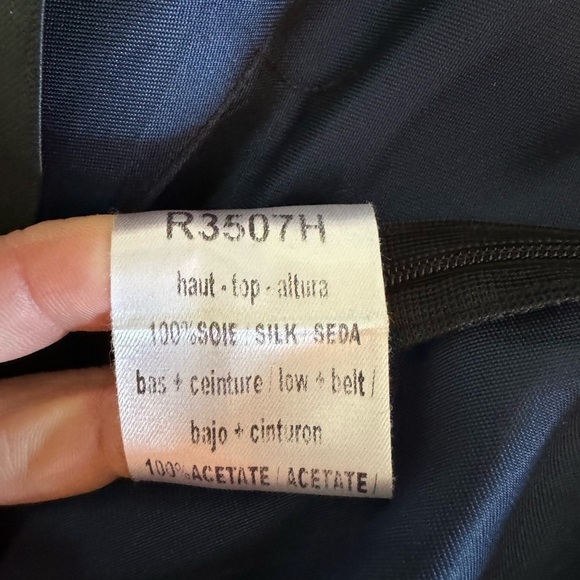 R3507H
haut - top - altura
100%SOIE / SILK / SEDA
bas + ceinture / low + belt /
bajo + cinturon
100%ACETATE / ACETATE /